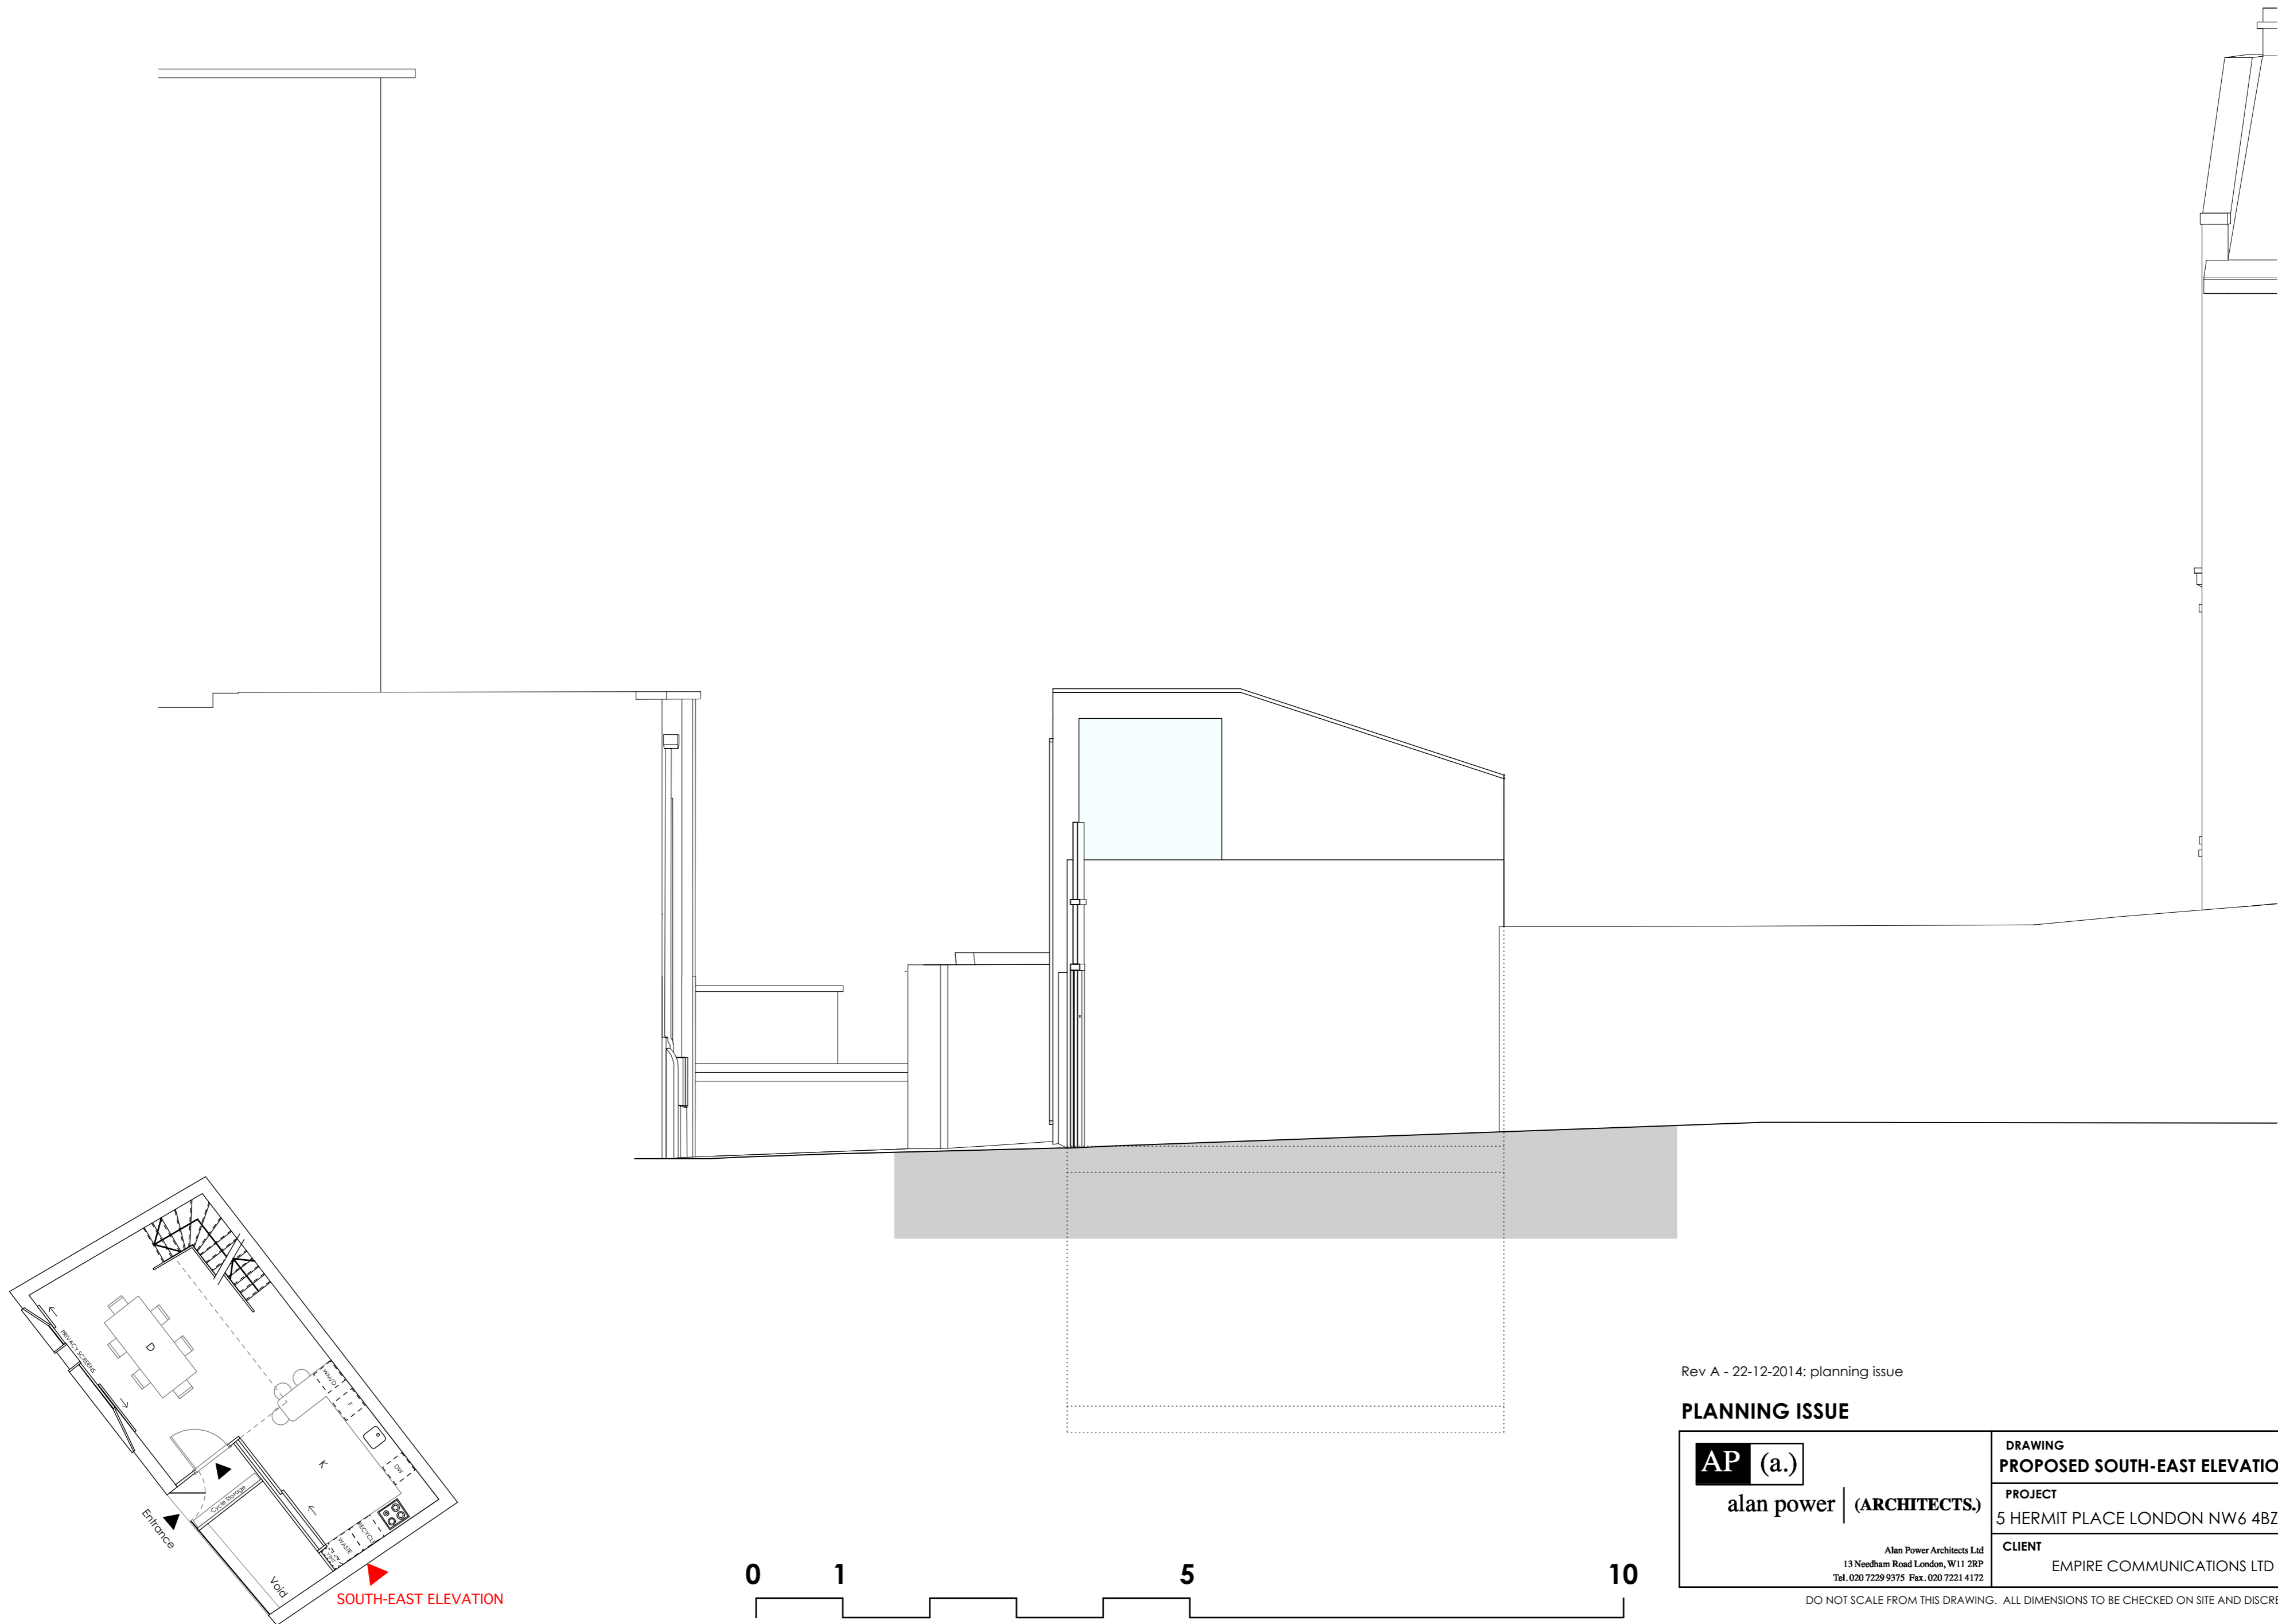 Rev A - 22-12-2014: planning issue
PLANNING ISSUE
AP (a.)
alan power (ARCHITECTS.)
Alan Power Architects Ltd
13 Needham Road London, W11 2RP
Tel. 020 7229 9375 Fax. 020 7221 4172
DRAWING
PROPOSED SOUTH-EAST ELEVATIO
PROJECT
5 HERMIT PLACE LONDON NW6 4BZ
CLIENT
EMPIRE COMMUNICATIONS LTD
DO NOT SCALE FROM THIS DRAWING. ALL DIMENSIONS TO BE CHECKED ON SITE AND DISCRE
0 1 5 10
PRIVACY SCREENS
D
WM/D
F
K
DW
Cycle Storage
Entrance
RECYCLE
WASTE
Void
SOUTH-EAST ELEVATION